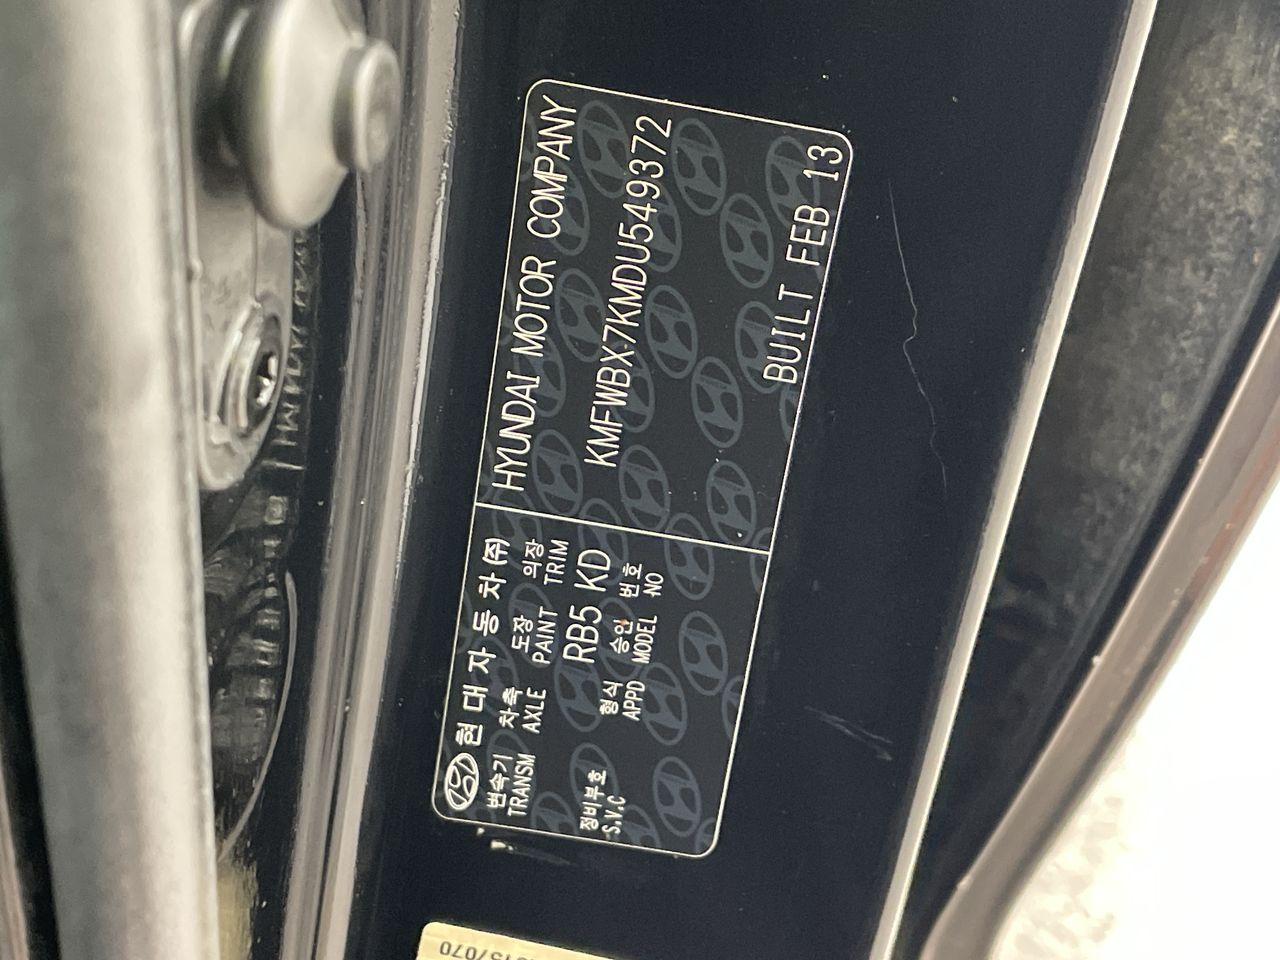 현대자동차(주)
HYUNDAI MOTOR COMPANY
변속기 차축 도장 의장
TRANSM AXLE PAINT TRIM
RB5 KD
KMFWBX7KMDU549372
정비부호 형식 승인 번호
S.V.C APPD MODEL NO
BUILT FEB 13